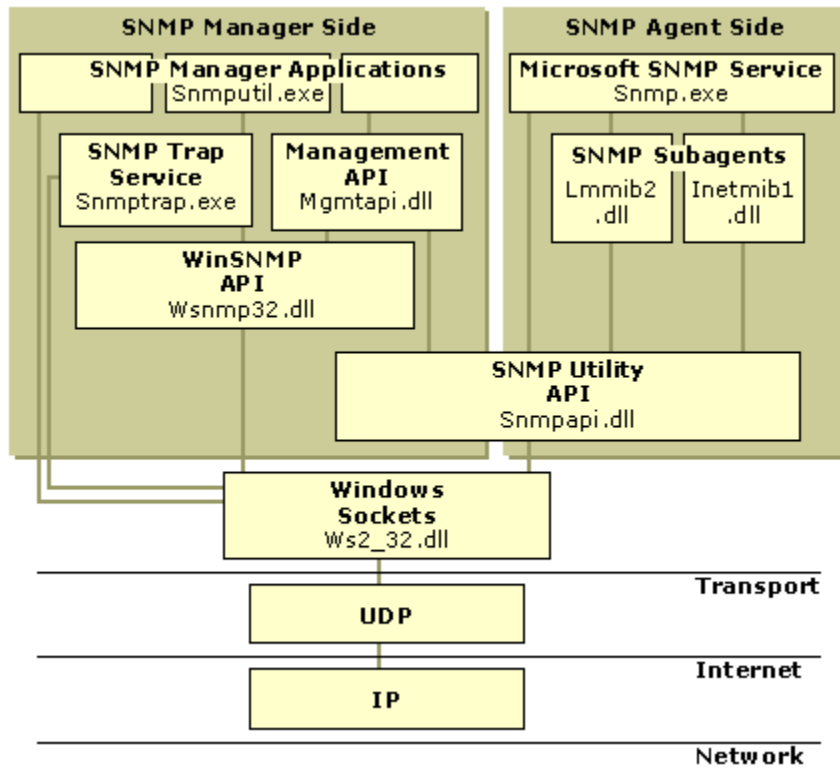 SNMP Manager Side
SNMP Manager Applications
Snmputil.exe
SNMP Trap
Service
Snmptrap.exe
Management
API
Mgmtapi.dll
WinSNMP
API
Wsnmp32.dll
SNMP Agent Side
Microsoft SNMP Service
Snmp.exe
SNMP Subagents
Lmmib2
.dll
Inetmib1
.dll
SNMP Utility
API
Snmpapi.dll
Windows
Sockets
Ws2_32.dll
Transport
UDP
Internet
IP
Network